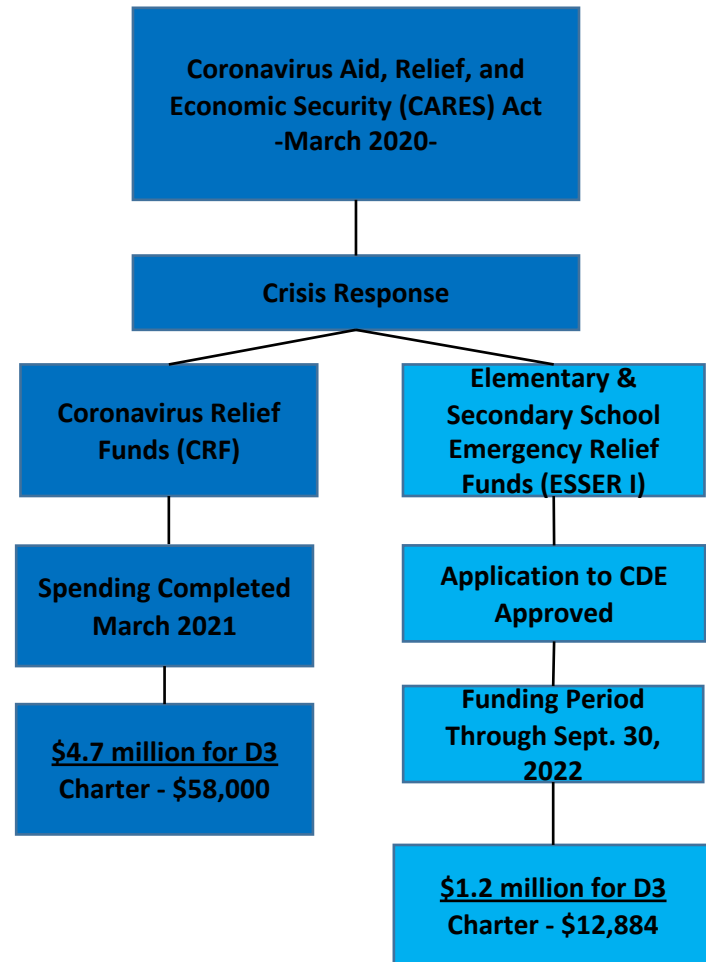 Coronavirus Aid, Relief, and
Economic Security (CARES) Act
-March 2020-
Crisis Response
Coronavirus Relief
Funds (CRF)
Spending Completed
March 2021
$4.7 million for D3
Charter - $58,000
Elementary &
Secondary School
Emergency Relief
Funds (ESSER I)
Application to CDE
Approved
Funding Period
Through Sept. 30,
2022
$1.2 million for D3
Charter - $12,884